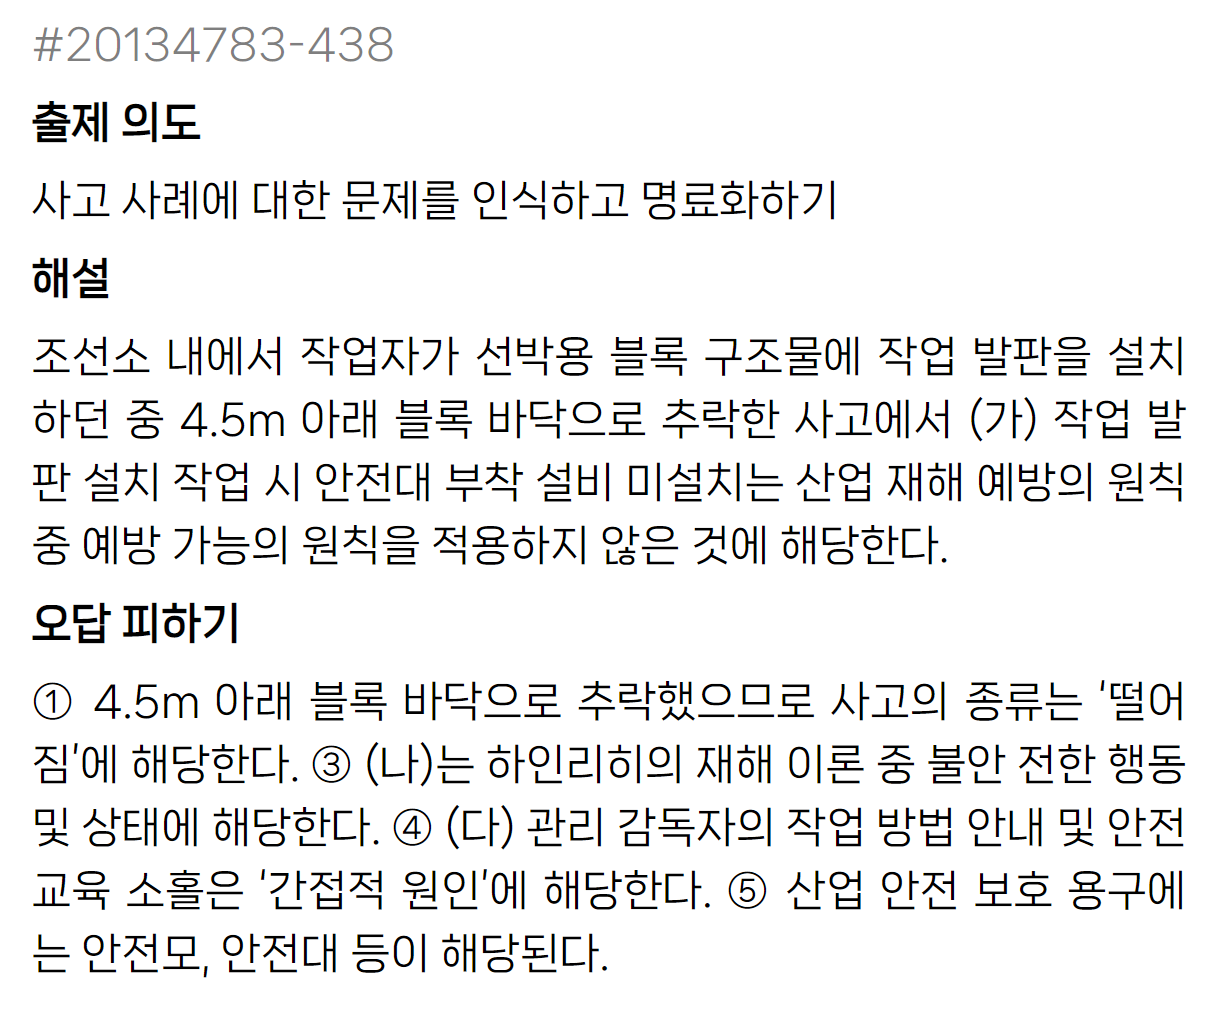 #20134783-438
출제 의도
사고 사례에 대한 문제를 인식하고 명료화하기
해설
조선소 내에서 작업자가 선박용 블록 구조물에 작업 발판을 설치
하던 중 4.5m 아래 블록 바닥으로 추락한 사고에서 (가) 작업 발
판 설치 작업 시 안전대 부착 설비 미설치는 산업 재해 예방의 원칙
중 예방 가능의 원칙을 적용하지 않은 것에 해당한다.
오답 피하기
① 4.5m 아래 블록 바닥으로 추락했으므로 사고의 종류는 ‘떨어
짐’에 해당한다. ③ (나)는 하인리히의 재해 이론 중 불안 전한 행동
및 상태에 해당한다. ④ (다) 관리 감독자의 작업 방법 안내 및 안전
교육 소홀은 ‘간접적 원인’에 해당한다. ⑤ 산업 안전 보호 용구에
는 안전모, 안전대 등이 해당된다.